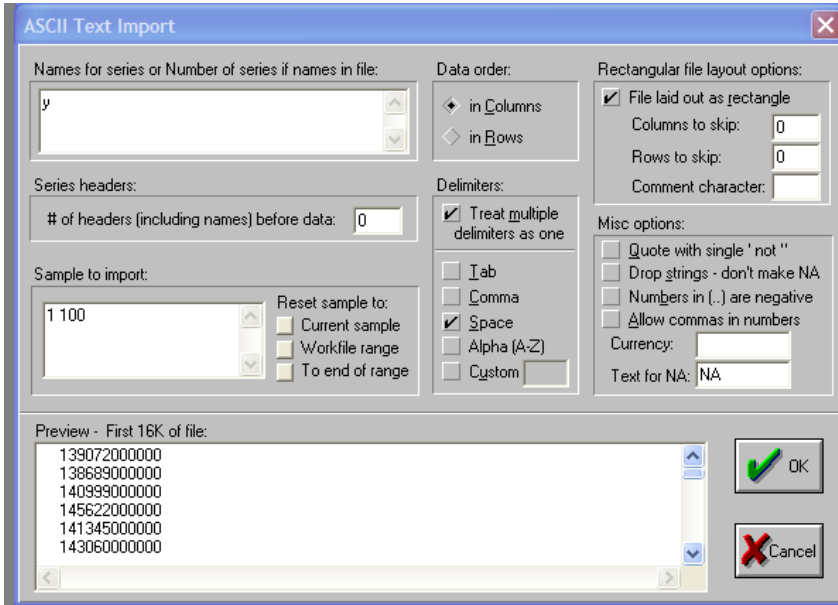 ASCII Text Import
Names for series or Number of series if names in file:
y
Series headers:
# of headers (including names) before data: 0
Sample to import:
1 100
Reset sample to:
Current sample
Workfile range
To end of range
Data order:
in Columns
in Rows
Delimiters:
Treat multiple
delimiters as one
Tab
Comma
Space
Alpha (A-Z)
Custom
Rectangular file layout options:
File laid out as rectangle
Columns to skip: 0
Rows to skip: 0
Comment character:
Misc options:
Quote with single ' not "
Drop strings - don't make NA
Numbers in (..) are negative
Allow commas in numbers
Currency:
Text for NA: NA
Preview - First 16K of file:
139072000000
138689000000
140999000000
145622000000
141345000000
143060000000
OK
Cancel